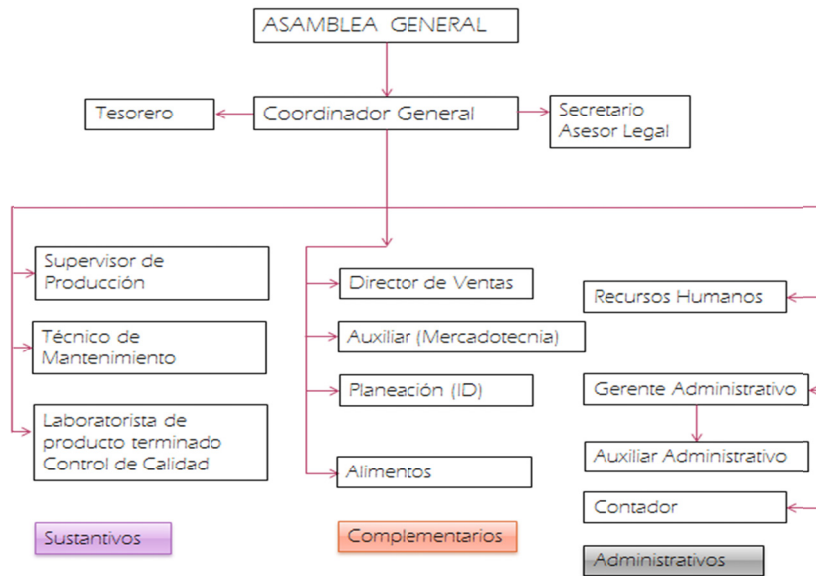 ASAMBLEA GENERAL
Tesorero
Coordinador General
Secretario
Asesor Legal
Supervisor de
Producción
Técnico de
Mantenimiento
Laboratorista de
producto terminado
Control de Calidad
Sustantivos
Director de Ventas
Auxiliar (Mercadotecnia)
Planeación (ID)
Alimentos
Complementarios
Recursos Humanos
Gerente Administrativo
Auxiliar Administrativo
Contador
Administrativos